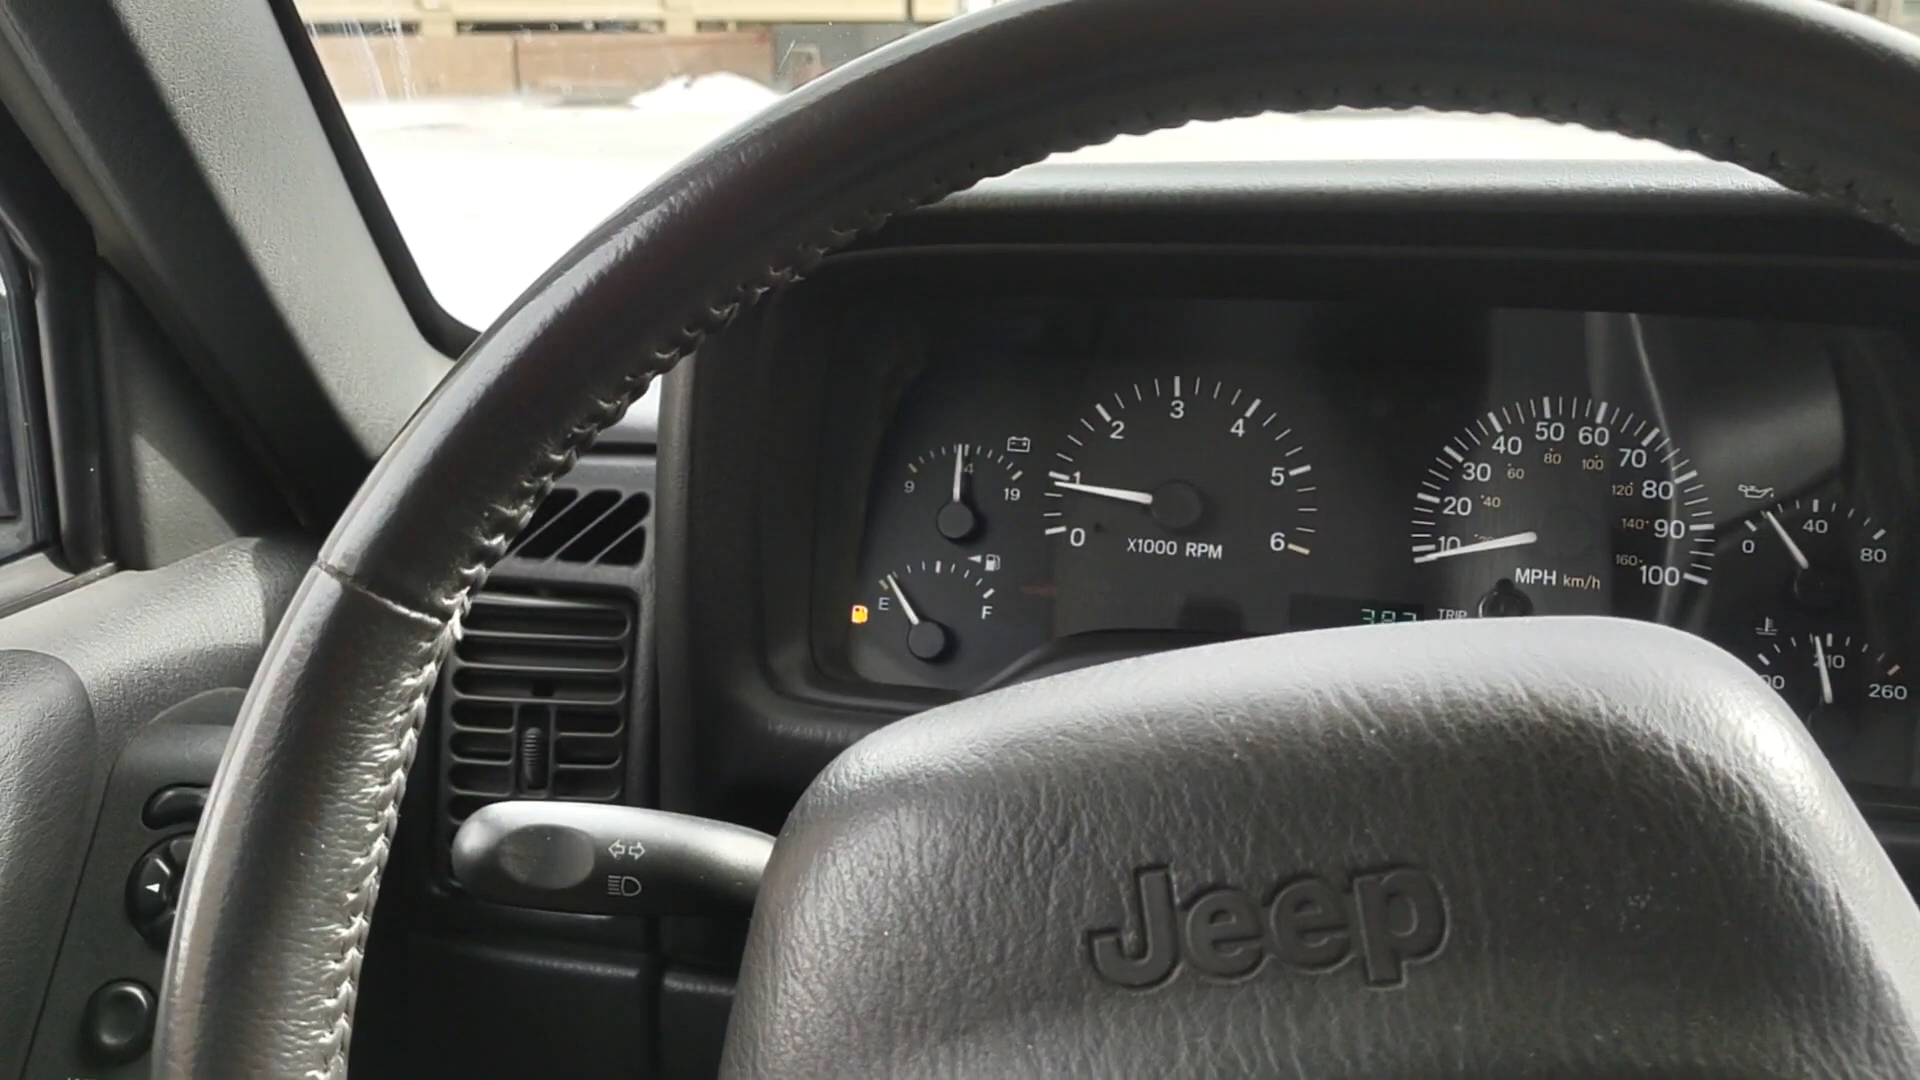 9 14 19
E F
0 1 2 3 4 5 6
X1000 RPM
10 20 30 40 50 60 70 80 90 100
40 60 80 100 120 140 160
MPH km/h
TRIP
0 40 80
210 260
Jeep